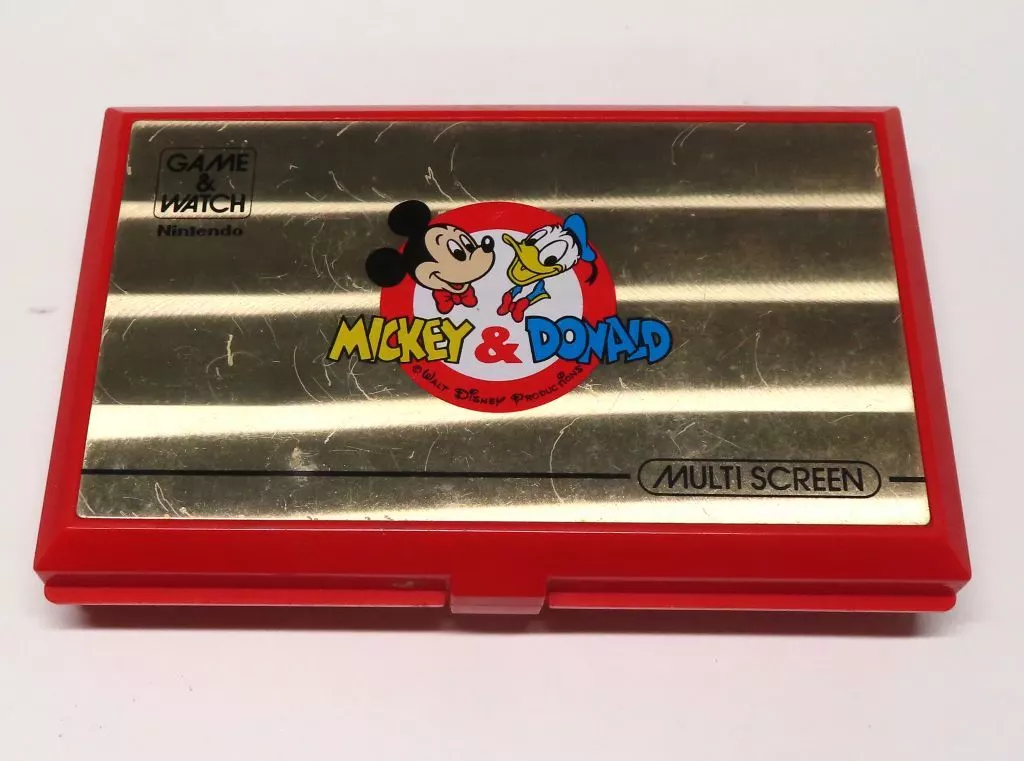 GAME
&
WATCH
Nintendo
MICKEY & DONALD
© WALT DISNEY PRODUCTIONS
MULTI SCREEN